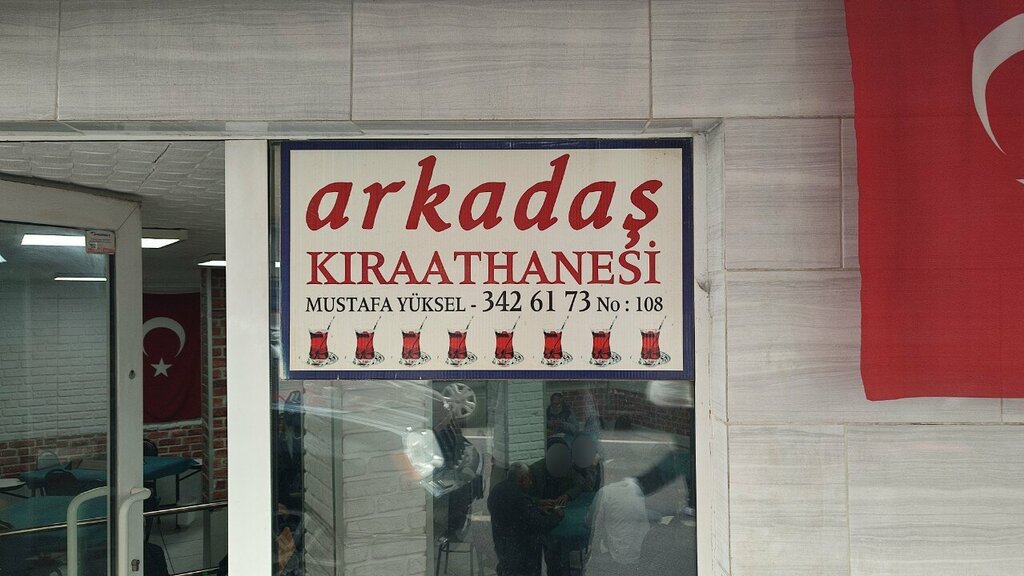 arkadaş
KIRAATHANESİ
MUSTAFA YÜKSEL - 342 61 73 No : 108